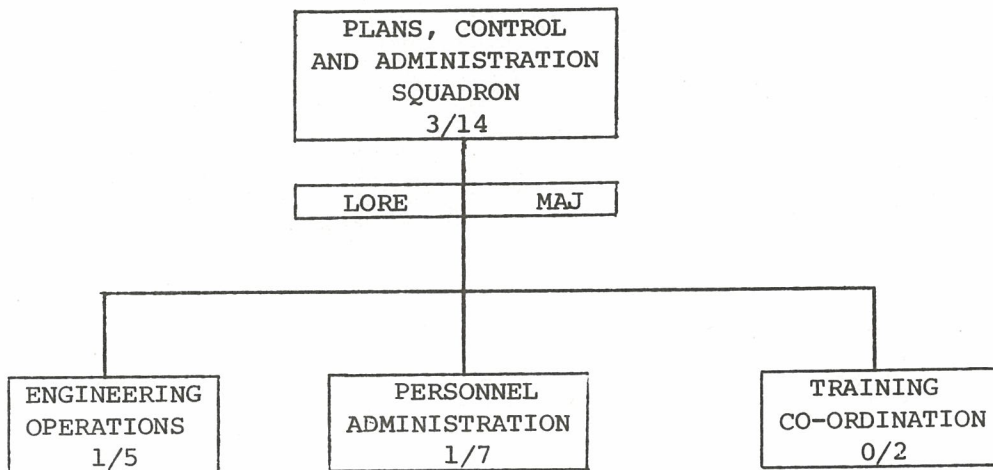 PLANS, CONTROL
AND ADMINISTRATION
SQUADRON
3/14
LORE MAJ
ENGINEERING
OPERATIONS
1/5
PERSONNEL
ADMINISTRATION
1/7
TRAINING
CO-ORDINATION
0/2